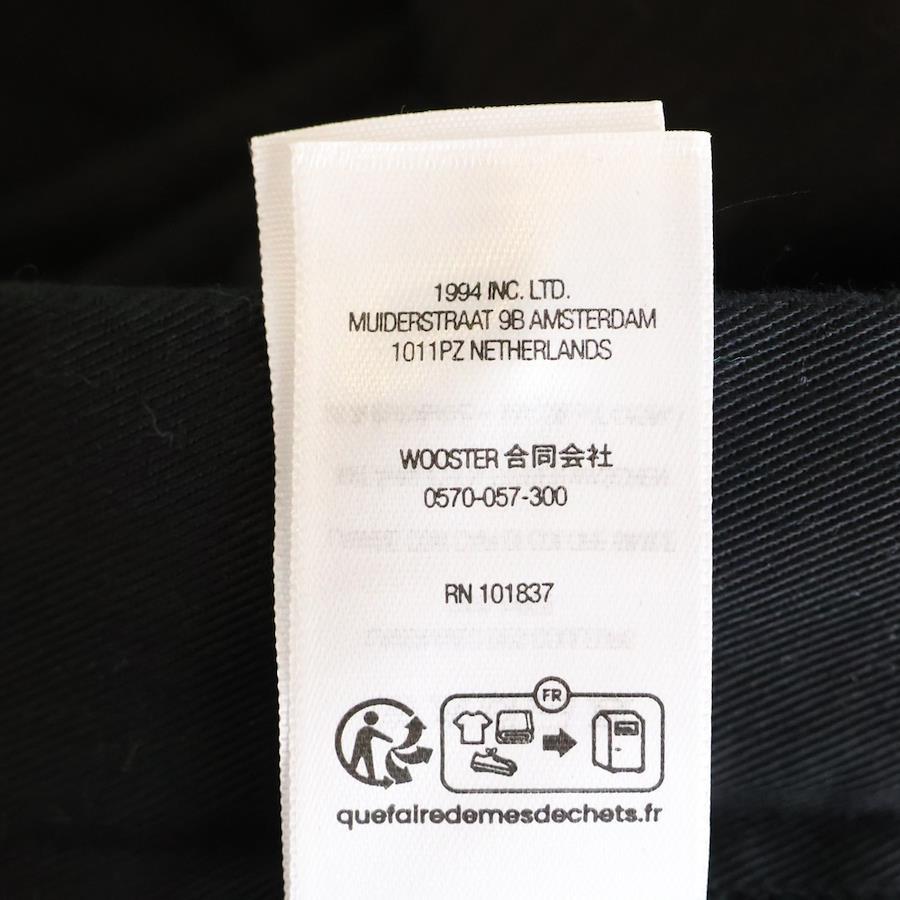 1994 INC. LTD.
MUIDERSTRAAT 9B AMSTERDAM
1011PZ NETHERLANDS
WOOSTER 合同会社
0570-057-300
RN 101837
FR
quefairedemesdechets.fr